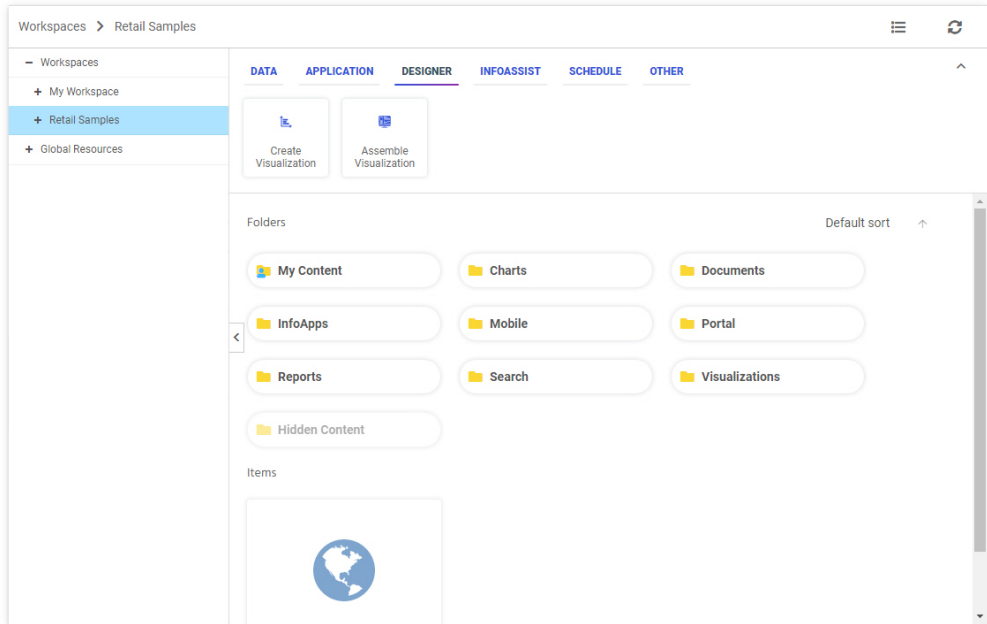 Workspaces > Retail Samples
Workspaces
My Workspace
Retail Samples
Global Resources
DATA APPLICATION DESIGNER INFOASSIST SCHEDULE OTHER
Create
Visualization
Assemble
Visualization
Folders
Default sort
My Content
Charts
Documents
InfoApps
Mobile
Portal
Reports
Search
Visualizations
Hidden Content
Items